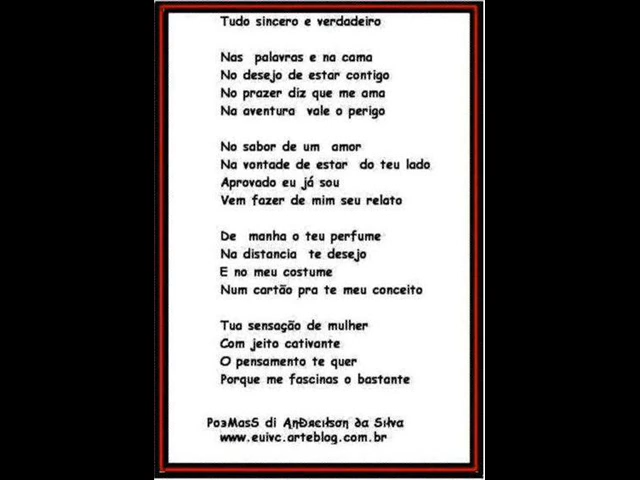 Tudo sincero e verdadeiro
Nas palavras e na cama
No desejo de estar contigo
No prazer diz que me ama
Na aventura vale o perigo
No sabor de um amor
Na vontade de estar do teu lado
Aprovado eu já sou
Vem fazer de mim seu relato
De manha o teu perfume
Na distancia te desejo
E no meu costume
Num cartão pra te meu conceito
Tua sensação de mulher
Com jeito cativante
O pensamento te quer
Porque me fascinas o bastante
PoэMasS di AηÐяcιłsoη ∂a Sιłva
www.euivc.arteblog.com.br